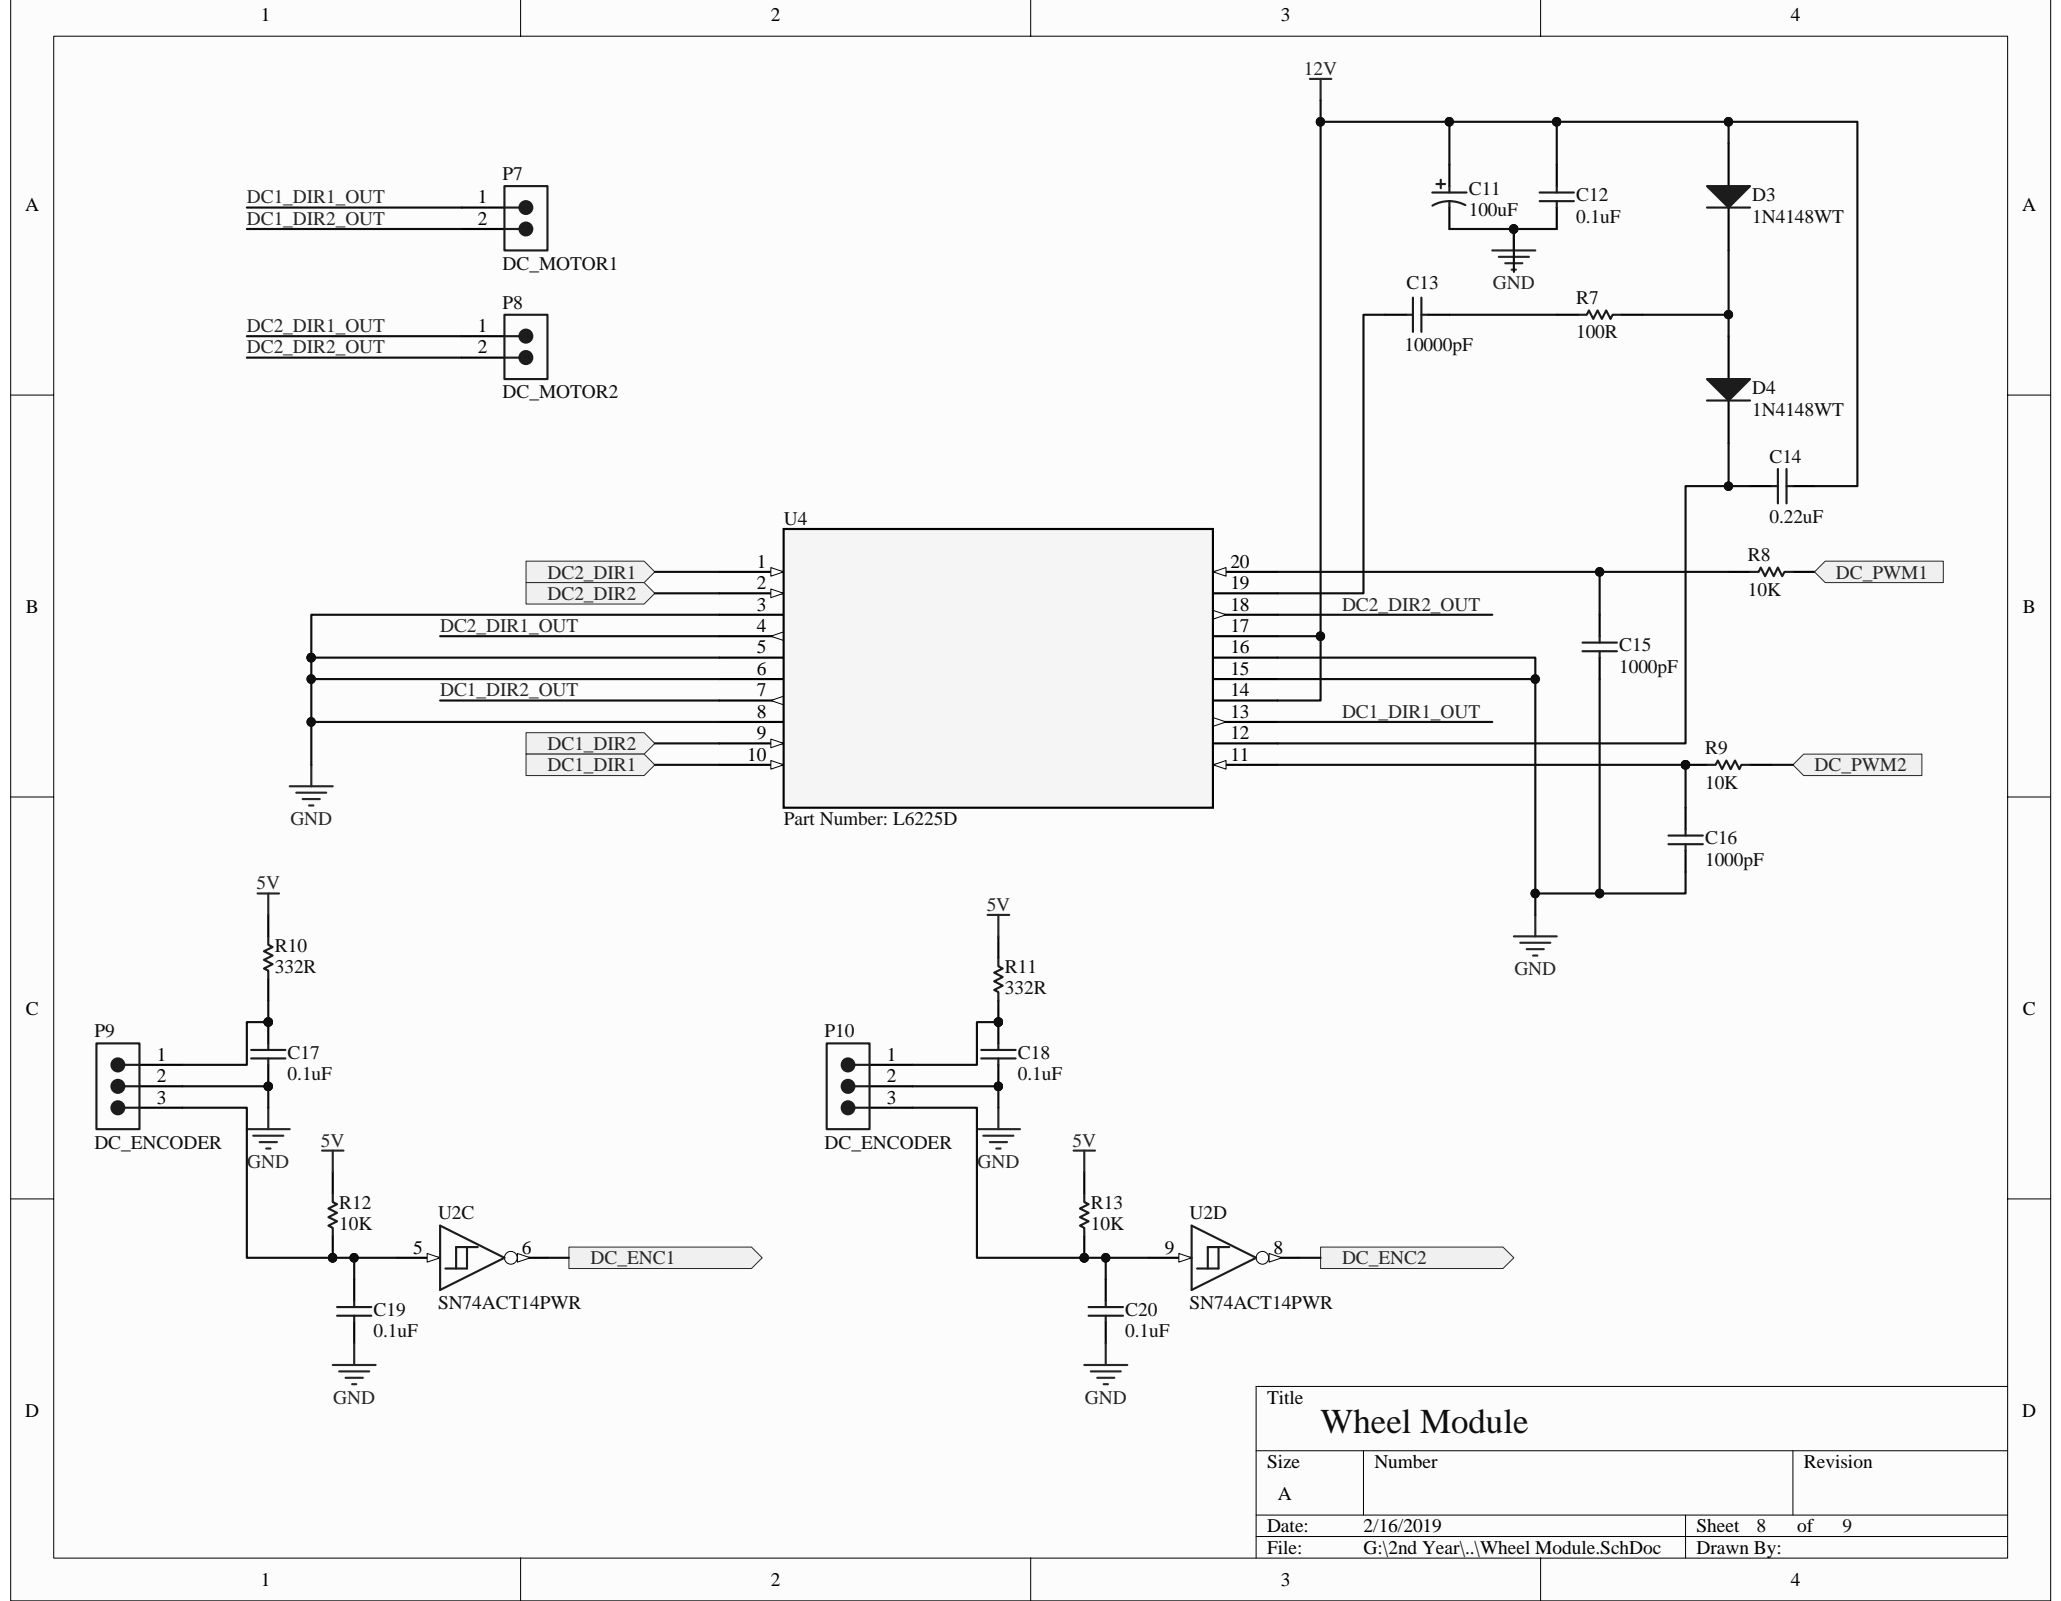 1 2 3 4
A A
B B
C C
D D
1 2 3 4
12V
C11
100uF
C12
0.1uF
GND
D3
1N4148WT
C13
10000pF
R7
100R
D4
1N4148WT
C14
0.22uF
P7
DC1_DIR1_OUT 1
DC1_DIR2_OUT 2
DC_MOTOR1
P8
DC2_DIR1_OUT 1
DC2_DIR2_OUT 2
DC_MOTOR2
U4
DC2_DIR1 1
DC2_DIR2 2
3
DC2_DIR1_OUT 4
5
6
DC1_DIR2_OUT 7
8
DC1_DIR2 9
DC1_DIR1 10
GND
20
19
18 DC2_DIR2_OUT
17
16
15
14
13 DC1_DIR1_OUT
12
11
Part Number: L6225D
R8
10K
DC_PWM1
C15
1000pF
R9
10K
DC_PWM2
C16
1000pF
GND
5V
R10
332R
P9
1
2
3
DC_ENCODER
C17
0.1uF
GND
5V
R12
10K
U2C
5 6
DC_ENC1
SN74ACT14PWR
C19
0.1uF
GND
5V
R11
332R
P10
1
2
3
DC_ENCODER
C18
0.1uF
GND
5V
R13
10K
U2D
9 8
DC_ENC2
SN74ACT14PWR
C20
0.1uF
GND
Title
Wheel Module
Size Number Revision
A
Date: 2/16/2019 Sheet 8 of 9
File: G:\2nd Year\..\Wheel Module.SchDoc Drawn By: